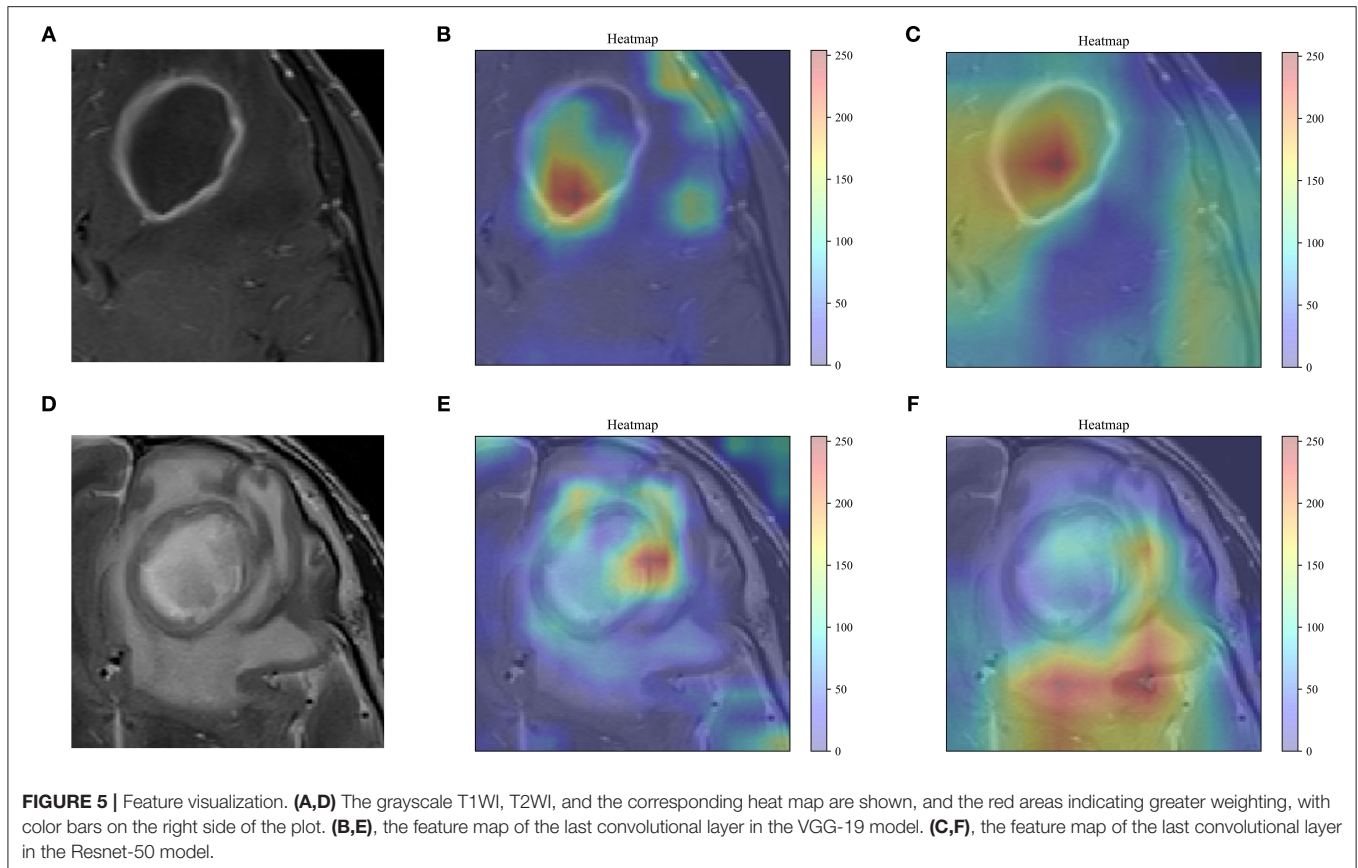 A
B
C
Heatmap
Heatmap
250
200
150
100
50
0
250
200
150
100
50
0
D
E
F
Heatmap
Heatmap
250
200
150
100
50
0
250
200
150
100
50
0
FIGURE 5 | Feature visualization. (A,D) The grayscale T1WI, T2WI, and the corresponding heat map are shown, and the red areas indicating greater weighting, with
color bars on the right side of the plot. (B,E), the feature map of the last convolutional layer in the VGG-19 model. (C,F), the feature map of the last convolutional layer
in the Resnet-50 model.